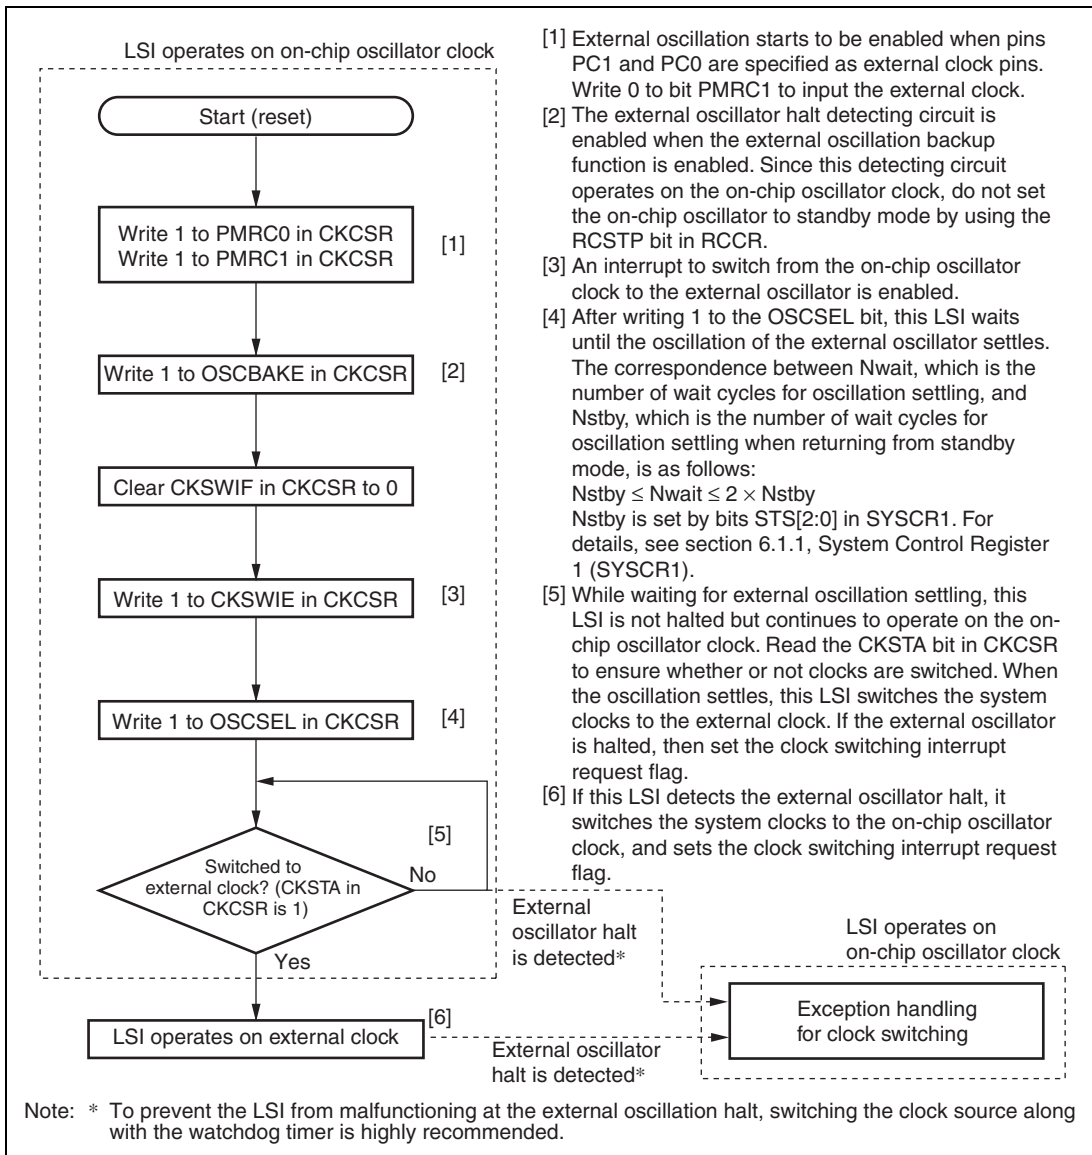 LSI operates on on-chip oscillator clock
Start (reset)
Write 1 to PMRC0 in CKCSR
Write 1 to PMRC1 in CKCSR
[1]
Write 1 to OSCBAKE in CKCSR
[2]
Clear CKSWIF in CKCSR to 0
Write 1 to CKSWIE in CKCSR
[3]
Write 1 to OSCSEL in CKCSR
[4]
[5]
Switched to
external clock? (CKSTA in
CKCSR is 1)
No
Yes
LSI operates on external clock
[6]
External
oscillator halt
is detected*
External oscillator
halt is detected*
LSI operates on
on-chip oscillator clock
Exception handling
for clock switching
[1] External oscillation starts to be enabled when pins
PC1 and PC0 are specified as external clock pins.
Write 0 to bit PMRC1 to input the external clock.
[2] The external oscillator halt detecting circuit is
enabled when the external oscillation backup
function is enabled. Since this detecting circuit
operates on the on-chip oscillator clock, do not set
the on-chip oscillator to standby mode by using the
RCSTP bit in RCCR.
[3] An interrupt to switch from the on-chip oscillator
clock to the external oscillator is enabled.
[4] After writing 1 to the OSCSEL bit, this LSI waits
until the oscillation of the external oscillator settles.
The correspondence between Nwait, which is the
number of wait cycles for oscillation settling, and
Nstby, which is the number of wait cycles for
oscillation settling when returning from standby
mode, is as follows:
Nstby ≤ Nwait ≤ 2 × Nstby
Nstby is set by bits STS[2:0] in SYSCR1. For
details, see section 6.1.1, System Control Register
1 (SYSCR1).
[5] While waiting for external oscillation settling, this
LSI is not halted but continues to operate on the on-
chip oscillator clock. Read the CKSTA bit in CKCSR
to ensure whether or not clocks are switched. When
the oscillation settles, this LSI switches the system
clocks to the external clock. If the external oscillator
is halted, then set the clock switching interrupt
request flag.
[6] If this LSI detects the external oscillator halt, it
switches the system clocks to the on-chip oscillator
clock, and sets the clock switching interrupt request
flag.
Note: * To prevent the LSI from malfunctioning at the external oscillation halt, switching the clock source along
with the watchdog timer is highly recommended.